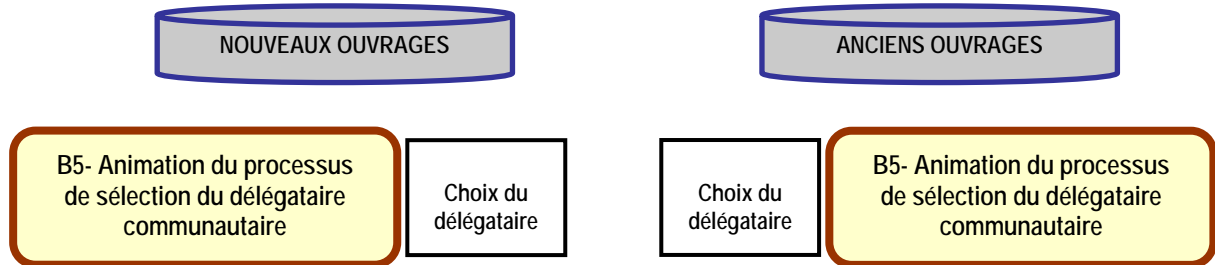 NOUVEAUX OUVRAGES
ANCIENS OUVRAGES
B5- Animation du processus
de sélection du délégataire
communautaire
Choix du
délégataire
Choix du
délégataire
B5- Animation du processus
de sélection du délégataire
communautaire